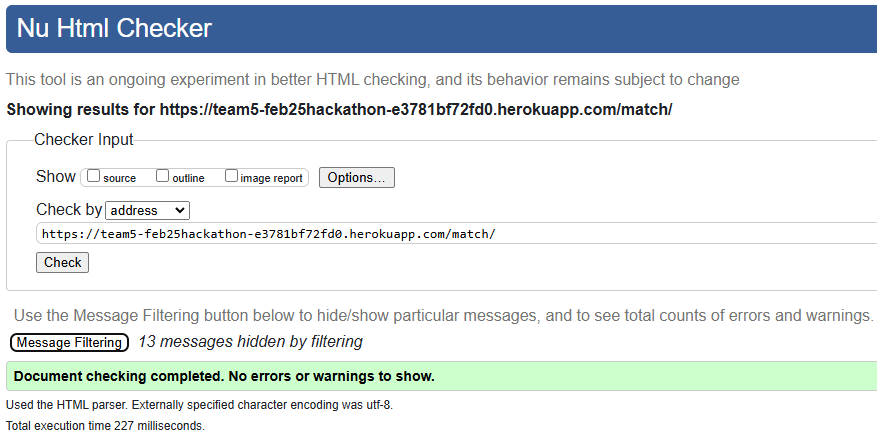 Nu Html Checker
This tool is an ongoing experiment in better HTML checking, and its behavior remains subject to change
Showing results for https://team5-feb25hackathon-e3781bf72fd0.herokuapp.com/match/
Checker Input
Show source outline image report Options...
Check by address
https://team5-feb25hackathon-e3781bf72fd0.herokuapp.com/match/
Check
Use the Message Filtering button below to hide/show particular messages, and to see total counts of errors and warnings.
Message Filtering 13 messages hidden by filtering
Document checking completed. No errors or warnings to show.
Used the HTML parser. Externally specified character encoding was utf-8.
Total execution time 227 milliseconds.